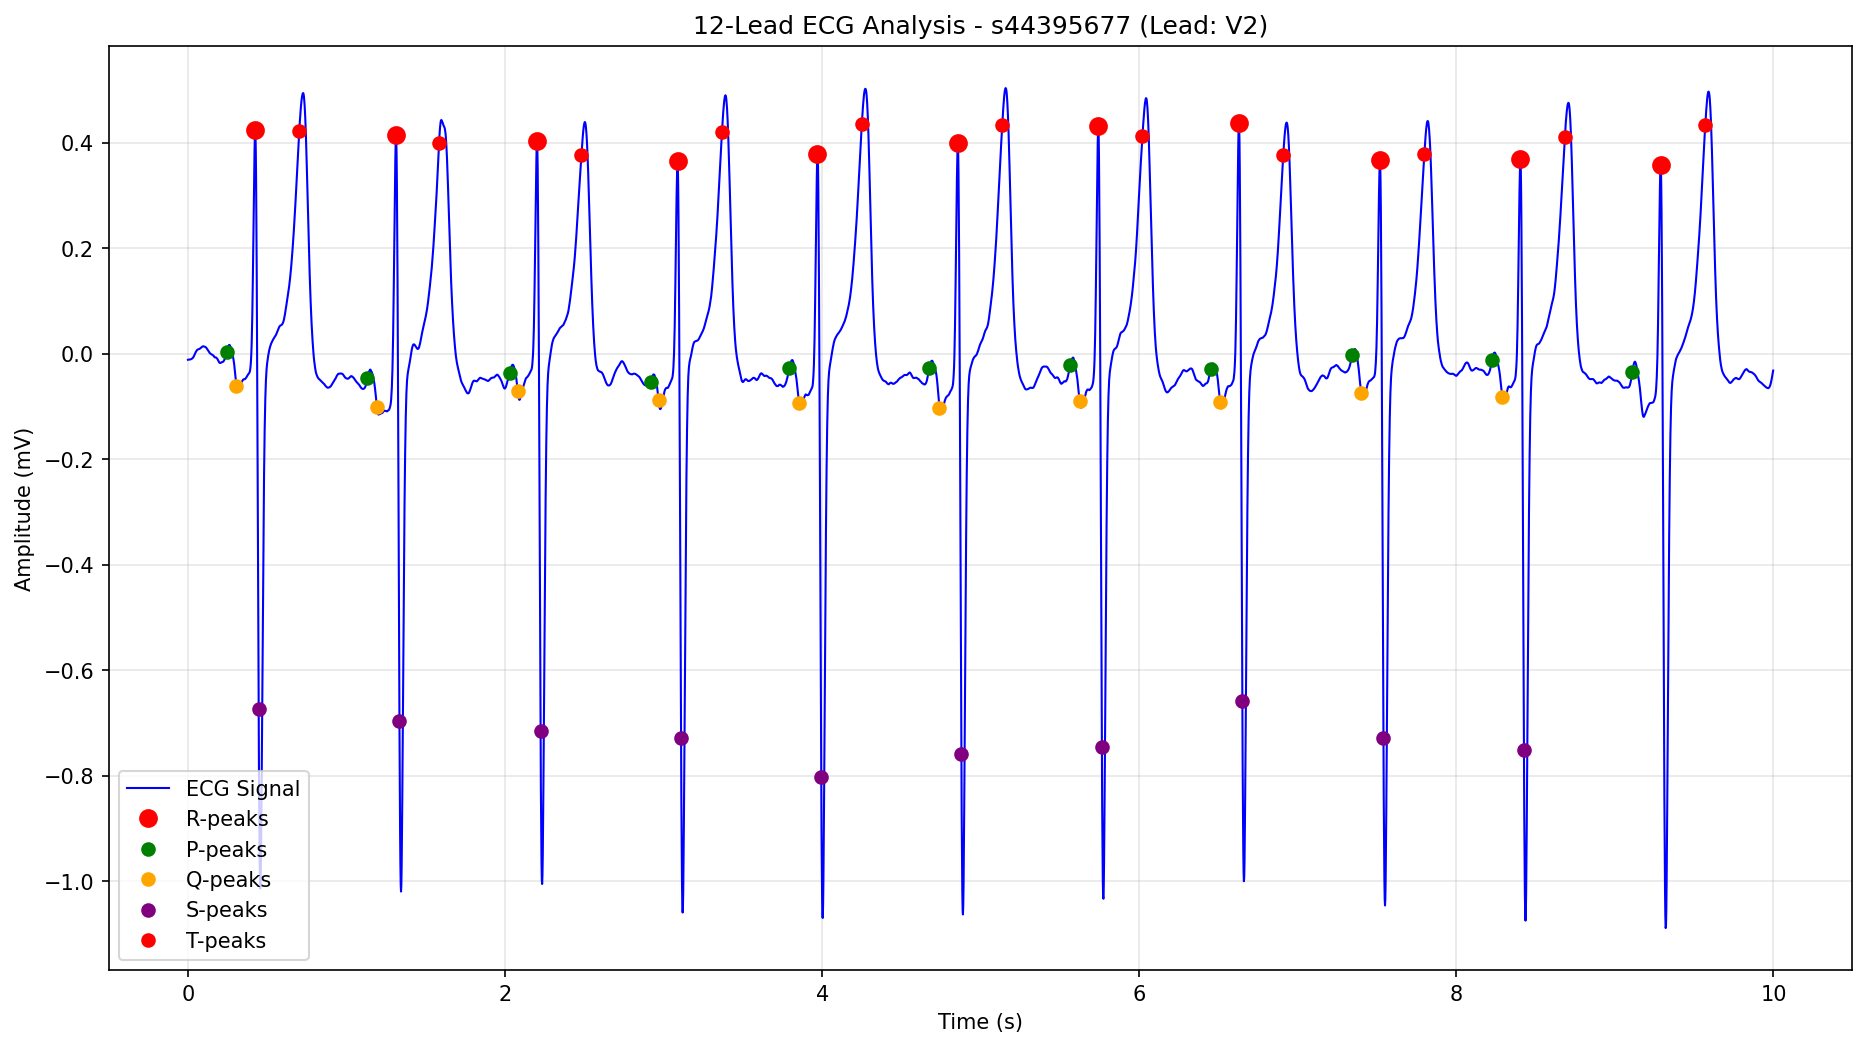 12-Lead ECG Analysis - s44395677 (Lead: V2)
Amplitude (mV)
0.4
0.2
0.0
−0.2
−0.4
−0.6
−0.8
−1.0
ECG Signal
R-peaks
P-peaks
Q-peaks
S-peaks
T-peaks
0 2 4 6 8 10
Time (s)